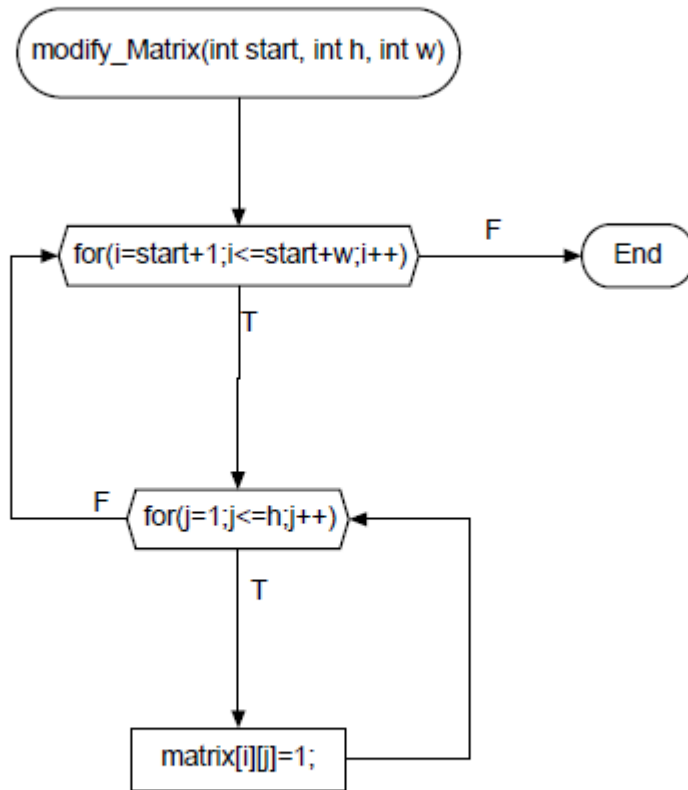 modify_Matrix(int start, int h, int w)
for(i=start+1;i<=start+w;i++)
F
End
T
F
for(j=1;j<=h;j++)
T
matrix[i][j]=1;